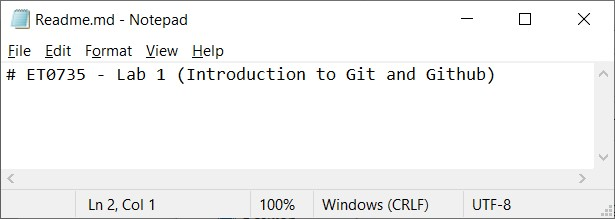 Readme.md - Notepad
File Edit Format View Help
# ET0735 - Lab 1 (Introduction to Git and Github)
Ln 2, Col 1 100% Windows (CRLF) UTF-8